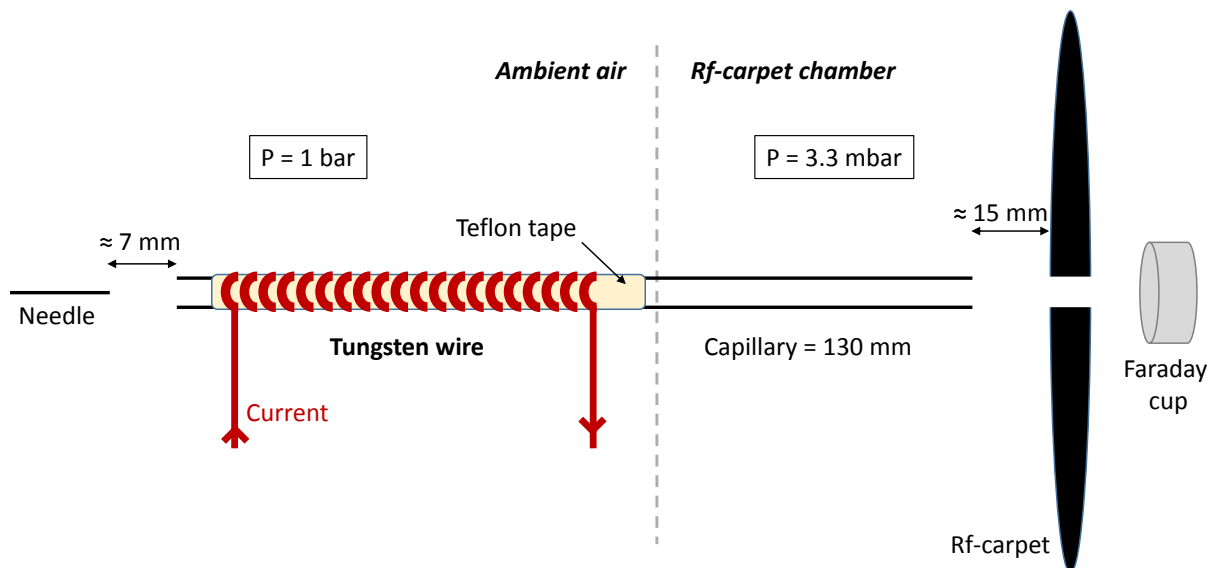 Ambient air
Rf-carpet chamber
P = 1 bar
P = 3.3 mbar
≈ 7 mm
Teflon tape
≈ 15 mm
Needle
Tungsten wire
Capillary = 130 mm
Current
Faraday
cup
Rf-carpet